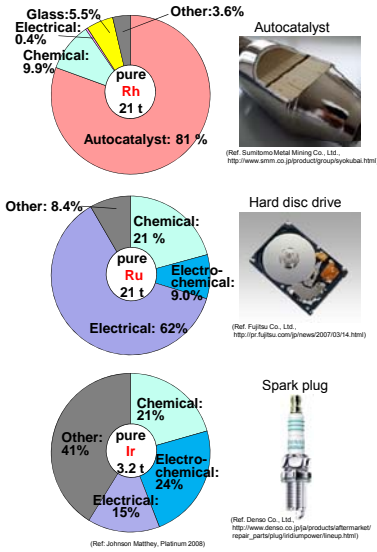 Glass:5.5%
Other:3.6%
Electrical:
0.4%
Chemical:
9.9%
pure
Rh
21 t
Autocatalyst: 81 %
Autocatalyst
(Ref. Sumitomo Metal Mining Co., Ltd.,
http://www.smm.co.jp/product/group/syokubai.html
Other: 8.4%
Chemical:
21 %
pure
Ru
21 t
Electro-
chemical:
9.0%
Electrical: 62%
Hard disc drive
(Ref. Fujitsu Co., Ltd.,
http://pr.fujitsu.com/jp/news/2007/03/14.html)
Chemical:
21%
Other:
41%
pure
Ir
3.2 t
Electro-
chemical:
24%
Electrical:
15%
Spark plug
(Ref. Denso Co., Ltd.,
http://www.denso.co.jp/ja/products/aftermarket/
repair_parts/plug/iridiumpower/lineup.html)
(Ref: Johnson Matthey, Platinum 2008)